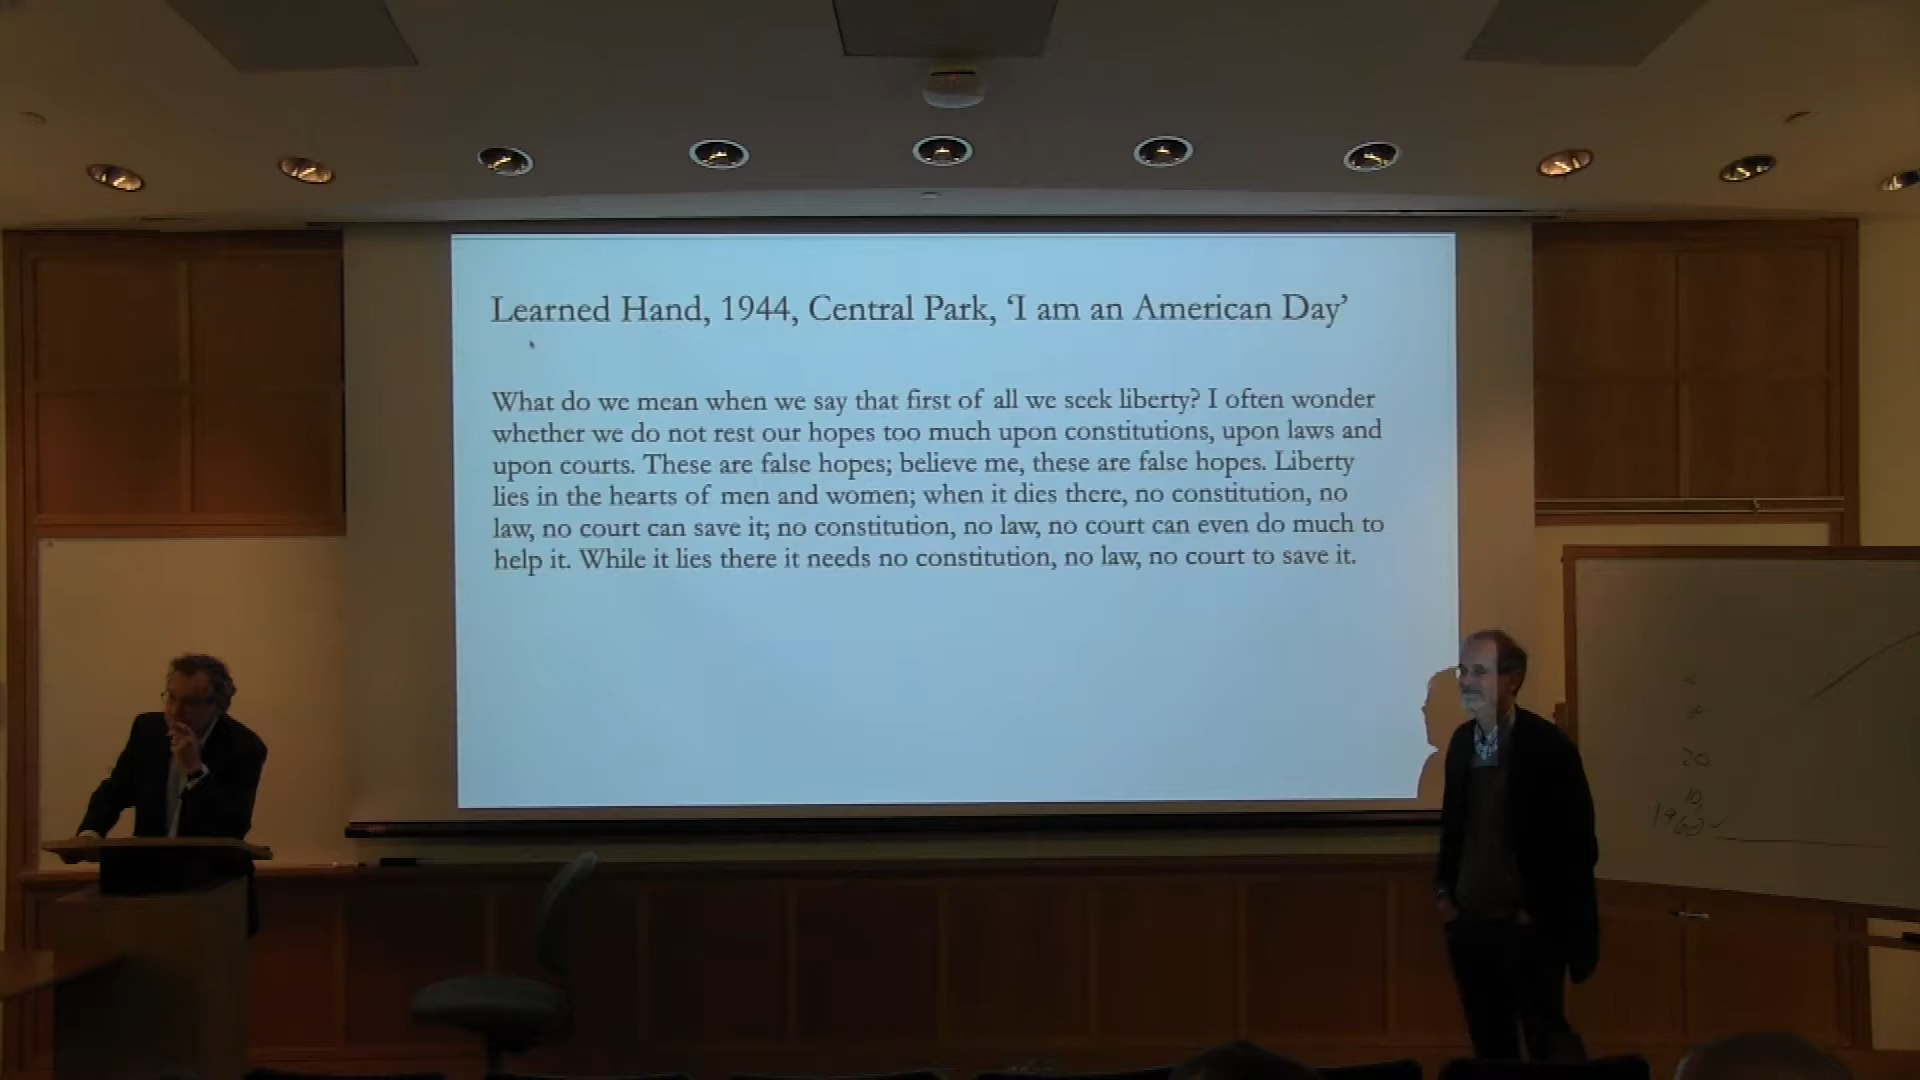 Learned Hand, 1944, Central Park, ‘I am an American Day’
What do we mean when we say that first of all we seek liberty? I often wonder
whether we do not rest our hopes too much upon constitutions, upon laws and
upon courts. These are false hopes; believe me, these are false hopes. Liberty
lies in the hearts of men and women; when it dies there, no constitution, no
law, no court can save it; no constitution, no law, no court can even do much to
help it. While it lies there it needs no constitution, no law, no court to save it.
20
10
1960